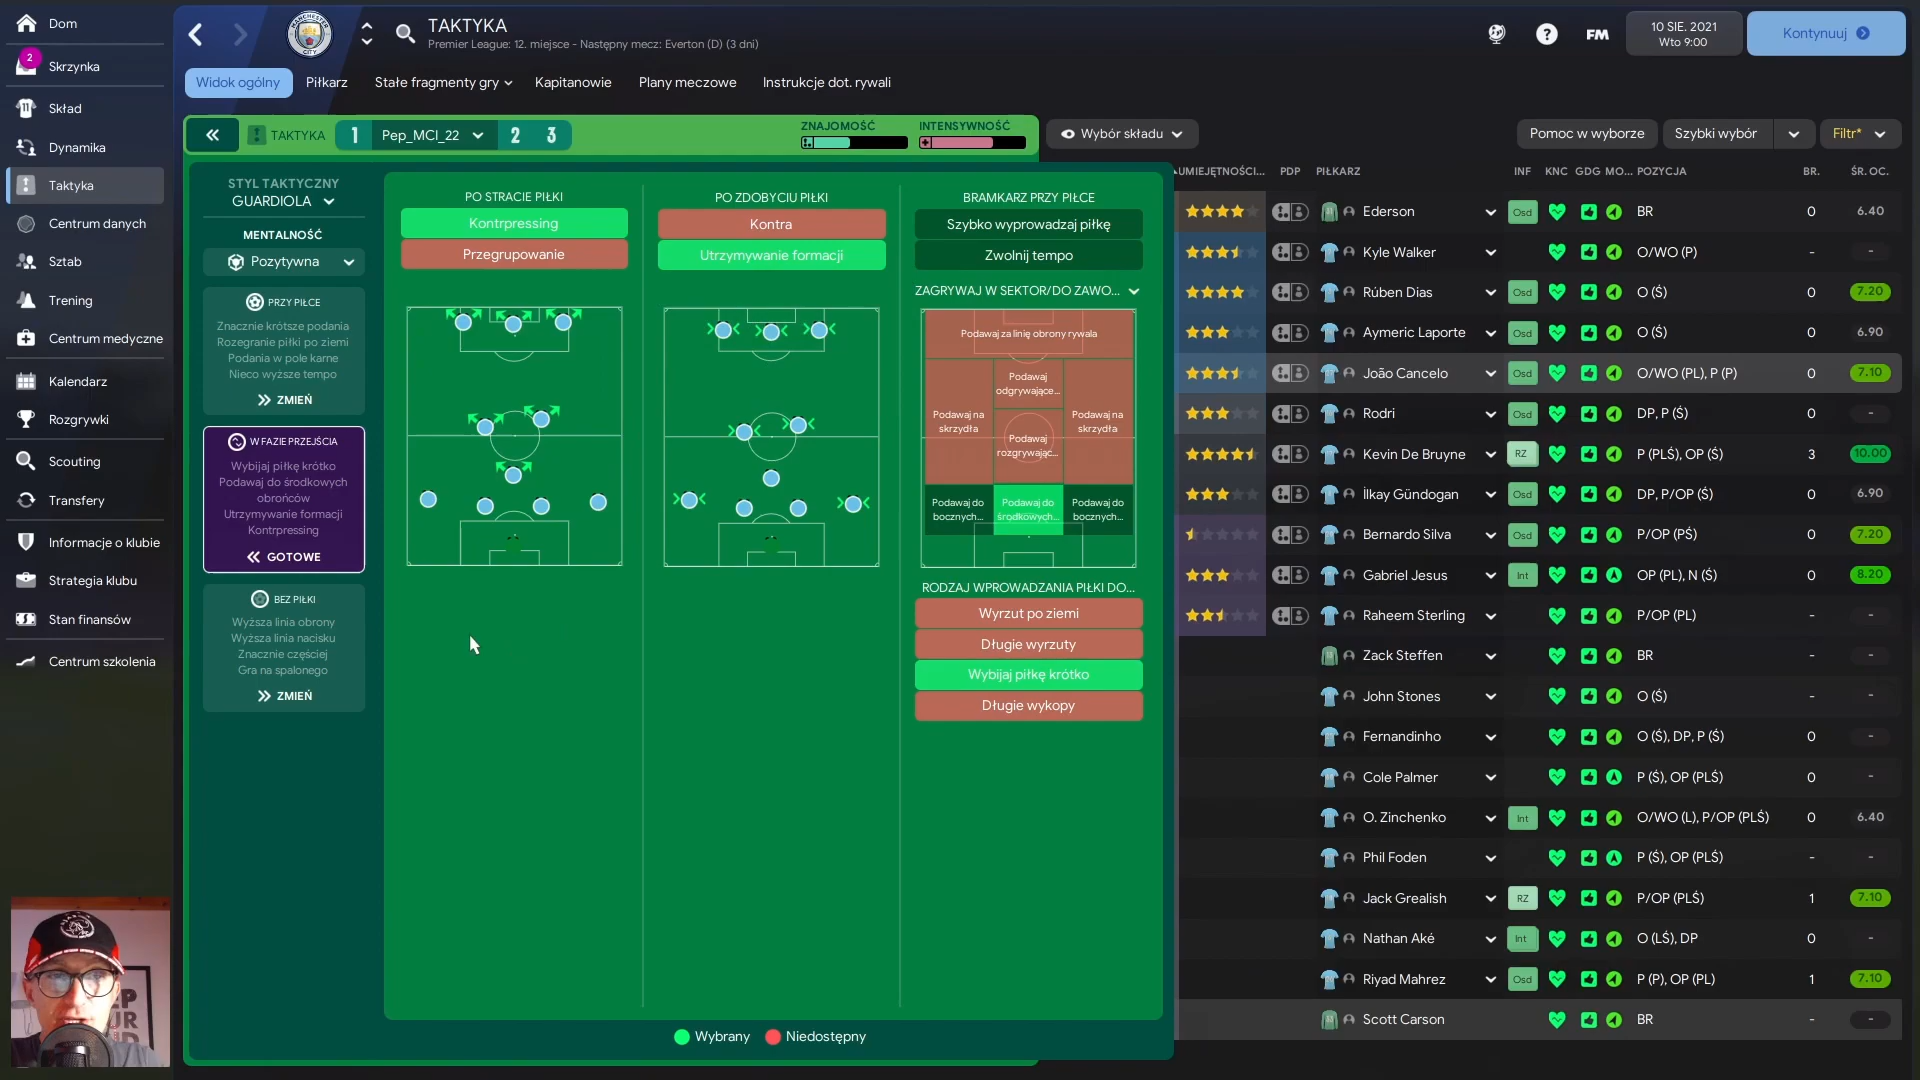 Dom
2
Skrzynka
Skład
Dynamika
Taktyka
Centrum danych
Sztab
Trening
Centrum medyczne
Kalendarz
Rozgrywki
Scouting
Transfery
Informacje o klubie
Strategia klubu
Stan finansów
Centrum szkolenia
TAKTYKA
Premier League: 12. miejsce - Następny mecz: Everton (D) (3 dni)
FM
10 SIE. 2021
Wto 9:00
Kontynuuj
Widok ogólny
Piłkarz
Stałe fragmenty gry
Kapitanowie
Plany meczowe
Instrukcje dot. rywali
TAKTYKA
1
Pep_MCI_22
2
3
ZNAJOMOŚĆ
INTENSYWNOŚĆ
Wybór składu
Pomoc w wyborze
Szybki wybór
Filtr*
STYL TAKTYCZNY
GUARDIOLA
MENTALNOŚĆ
Pozytywna
PRZY PIŁCE
Znacznie krótsze podania
Rozegranie piłki po ziemi
Podania w pole karne
Nieco wyższe tempo
ZMIEŃ
W FAZIE PRZEJŚCIA
Wybijaj piłkę krótko
Podawaj do środkowych
obrońców
Utrzymywanie formacji
Kontrpressing
GOTOWE
BEZ PIŁKI
Wyższa linia obrony
Wyższa linia nacisku
Znacznie częściej
Gra na spalonego
ZMIEŃ
PO STRACIE PIŁKI
Kontrpressing
Przegrupowanie
PO ZDOBYCIU PIŁKI
Kontra
Utrzymywanie formacji
BRAMKARZ PRZY PIŁCE
Szybko wyprowadzaj piłkę
Zwolnij tempo
ZAGRYWAJ W SEKTOR/DO ZAWO...
Podawaj za linię obrony rywala
Podawaj
odgrywające...
Podawaj na
skrzydła
Podawaj
rozgrywając...
Podawaj na
skrzydła
Podawaj do
bocznych...
Podawaj do
środkowych...
Podawaj do
bocznych...
RODZAJ WPROWADZANIA PIŁKI DO...
Wyrzut po ziemi
Długie wyrzuty
Wybijaj piłkę krótko
Długie wykopy
Wybrany
Niedostępny
UMIEJĘTNOŚCI... PDP PIŁKARZ INF KNC GDG MO... POZYCJA BR. ŚR. OC.
Ederson Osd BR 0 6.40
Kyle Walker O/WO (P) - -
Rúben Dias Osd O (Ś) 0 7.20
Aymeric Laporte Osd O (Ś) 0 6.90
João Cancelo Osd O/WO (PL), P (P) 0 7.10
Rodri Osd DP, P (Ś) 0 -
Kevin De Bruyne RZ P (PLŚ), OP (Ś) 3 10.00
İlkay Gündogan Osd DP, P/OP (Ś) 0 6.90
Bernardo Silva Osd P/OP (PŚ) 0 7.20
Gabriel Jesus Int OP (PL), N (Ś) 0 8.20
Raheem Sterling P/OP (PL) - -
Zack Steffen BR - -
John Stones O (Ś) - -
Fernandinho O (Ś), DP, P (Ś) 0 -
Cole Palmer P (Ś), OP (PLŚ) 0 -
O. Zinchenko Int O/WO (L), P/OP (PLŚ) 0 6.40
Phil Foden P (Ś), OP (PLŚ) - -
Jack Grealish RZ P/OP (PLŚ) 1 7.10
Nathan Aké Int O (LŚ), DP 0 -
Riyad Mahrez Osd P (P), OP (PL) 1 7.10
Scott Carson BR - -